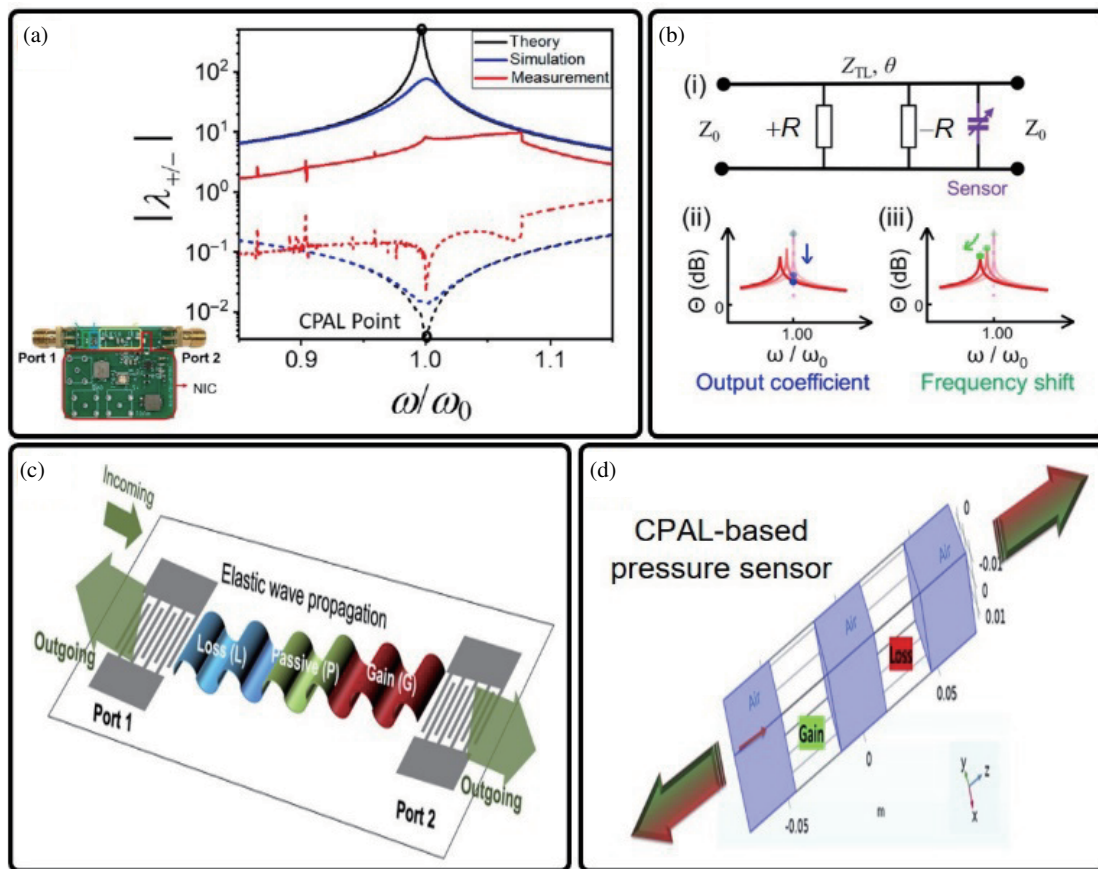 (a)
Theory
Simulation
Measurement
|λ+/−|
10²
10¹
10⁰
10⁻¹
10⁻²
CPAL Point
0.9
1.0
1.1
ω/ω₀
Port 1
Port 2
NIC
(b)
(i)
Z_TL, θ
Z₀
+R
−R
Z₀
Sensor
(ii)
Θ (dB)
0
1.00
ω / ω₀
Output coefficient
(iii)
Θ (dB)
0
1.00
ω / ω₀
Frequency shift
(c)
Incoming
Elastic wave propagation
Outgoing
Loss (L)
Passive (P)
Gain (G)
Port 1
Port 2
Outgoing
(d)
CPAL-based
pressure sensor
Air
Air
Air
Gain
Loss
0
-0.01
0
0.01
0.05
0
-0.05
m
y
z
x